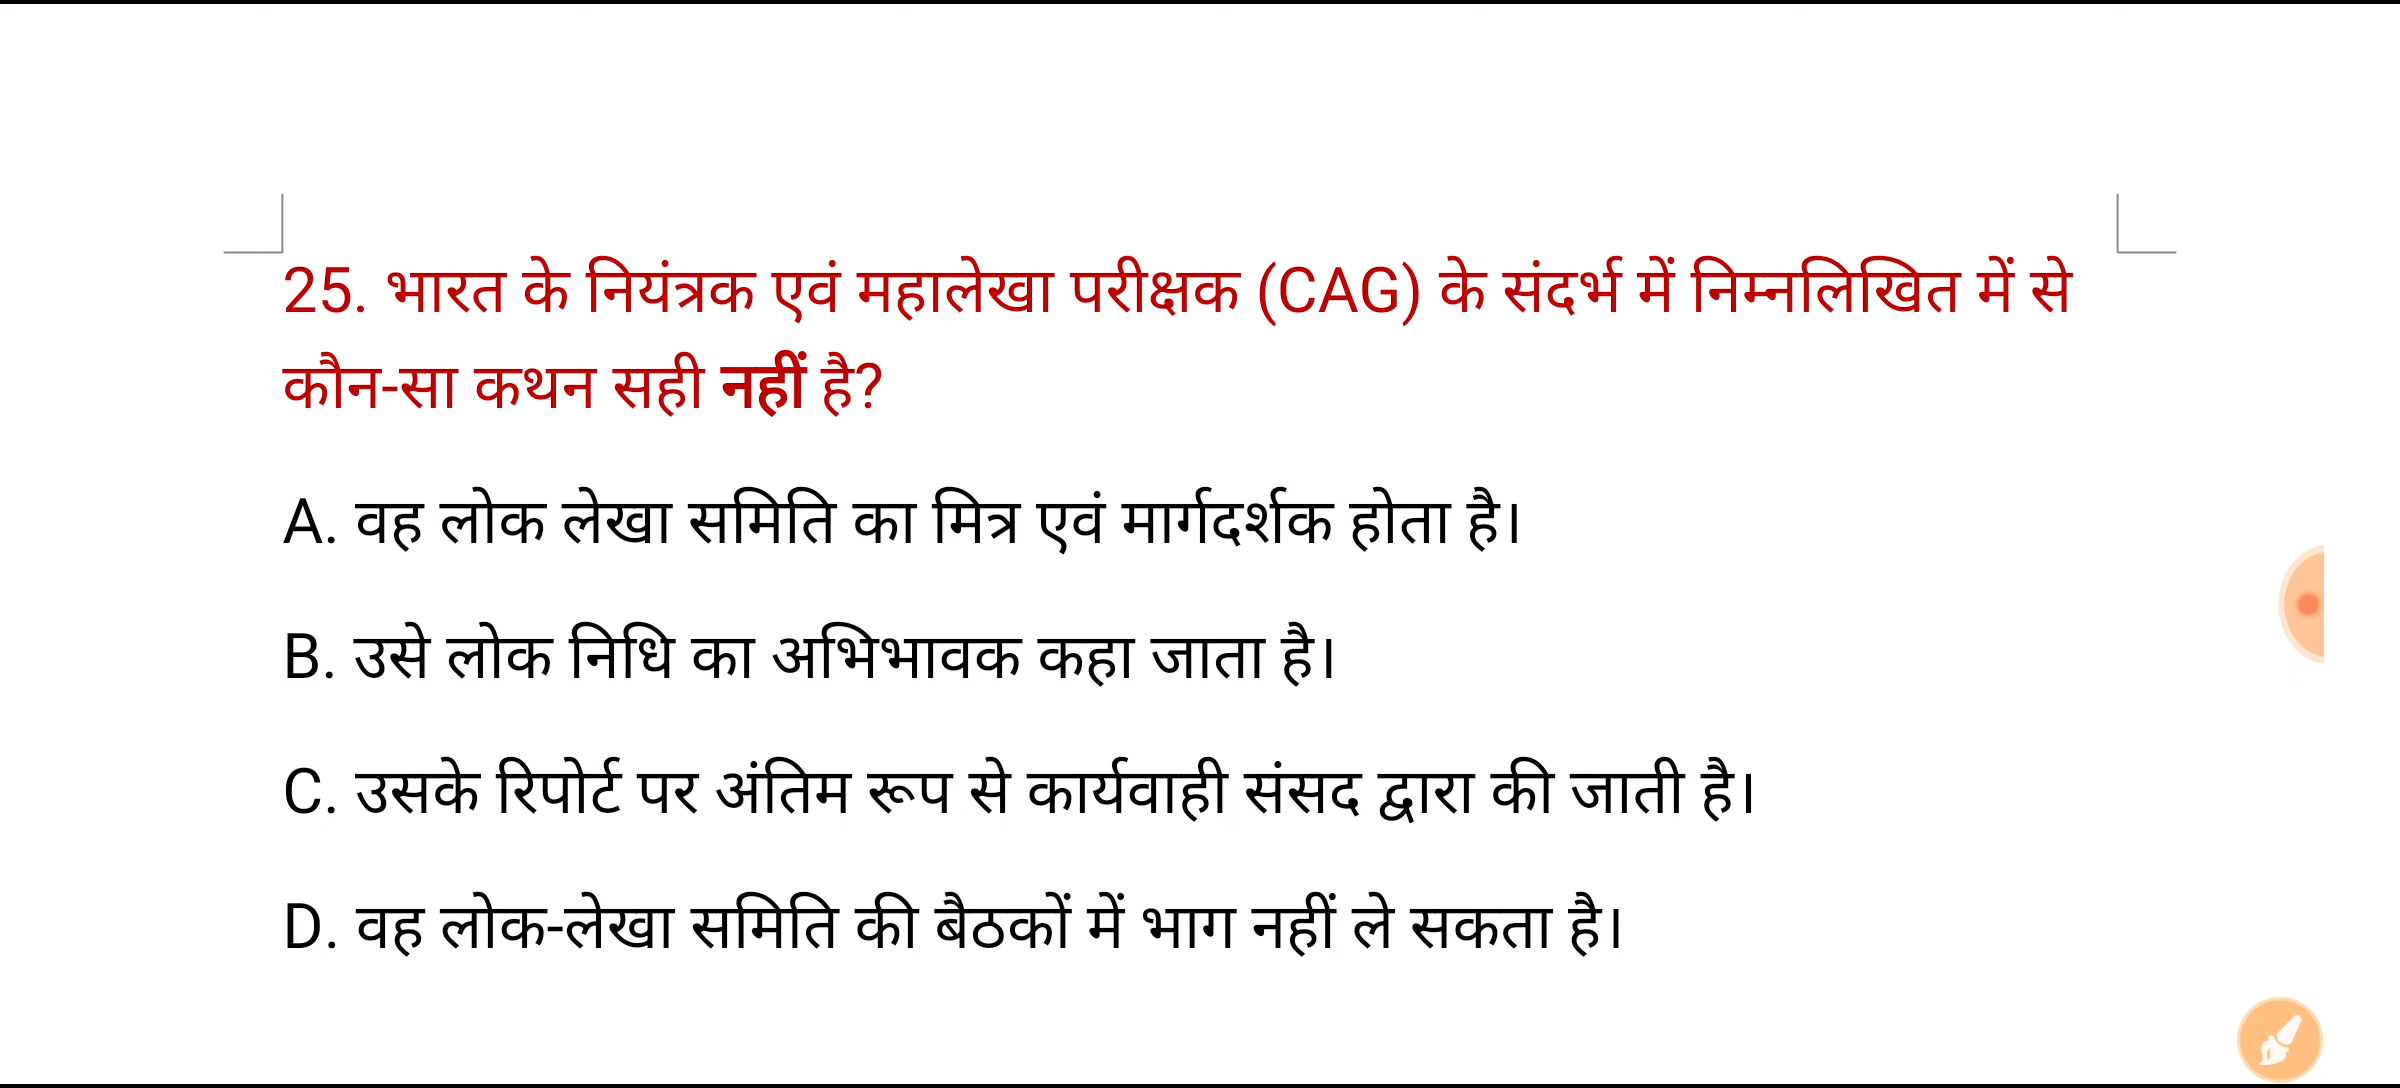 25. भारत के नियंत्रक एवं महालेखा परीक्षक (CAG) के संदर्भ में निम्नलिखित में से
कौन-सा कथन सही नहीं है?
A. वह लोक लेखा समिति का मित्र एवं मार्गदर्शक होता है।
B. उसे लोक निधि का अभिभावक कहा जाता है।
C. उसके रिपोर्ट पर अंतिम रूप से कार्यवाही संसद द्वारा की जाती है।
D. वह लोक-लेखा समिति की बैठकों में भाग नहीं ले सकता है।